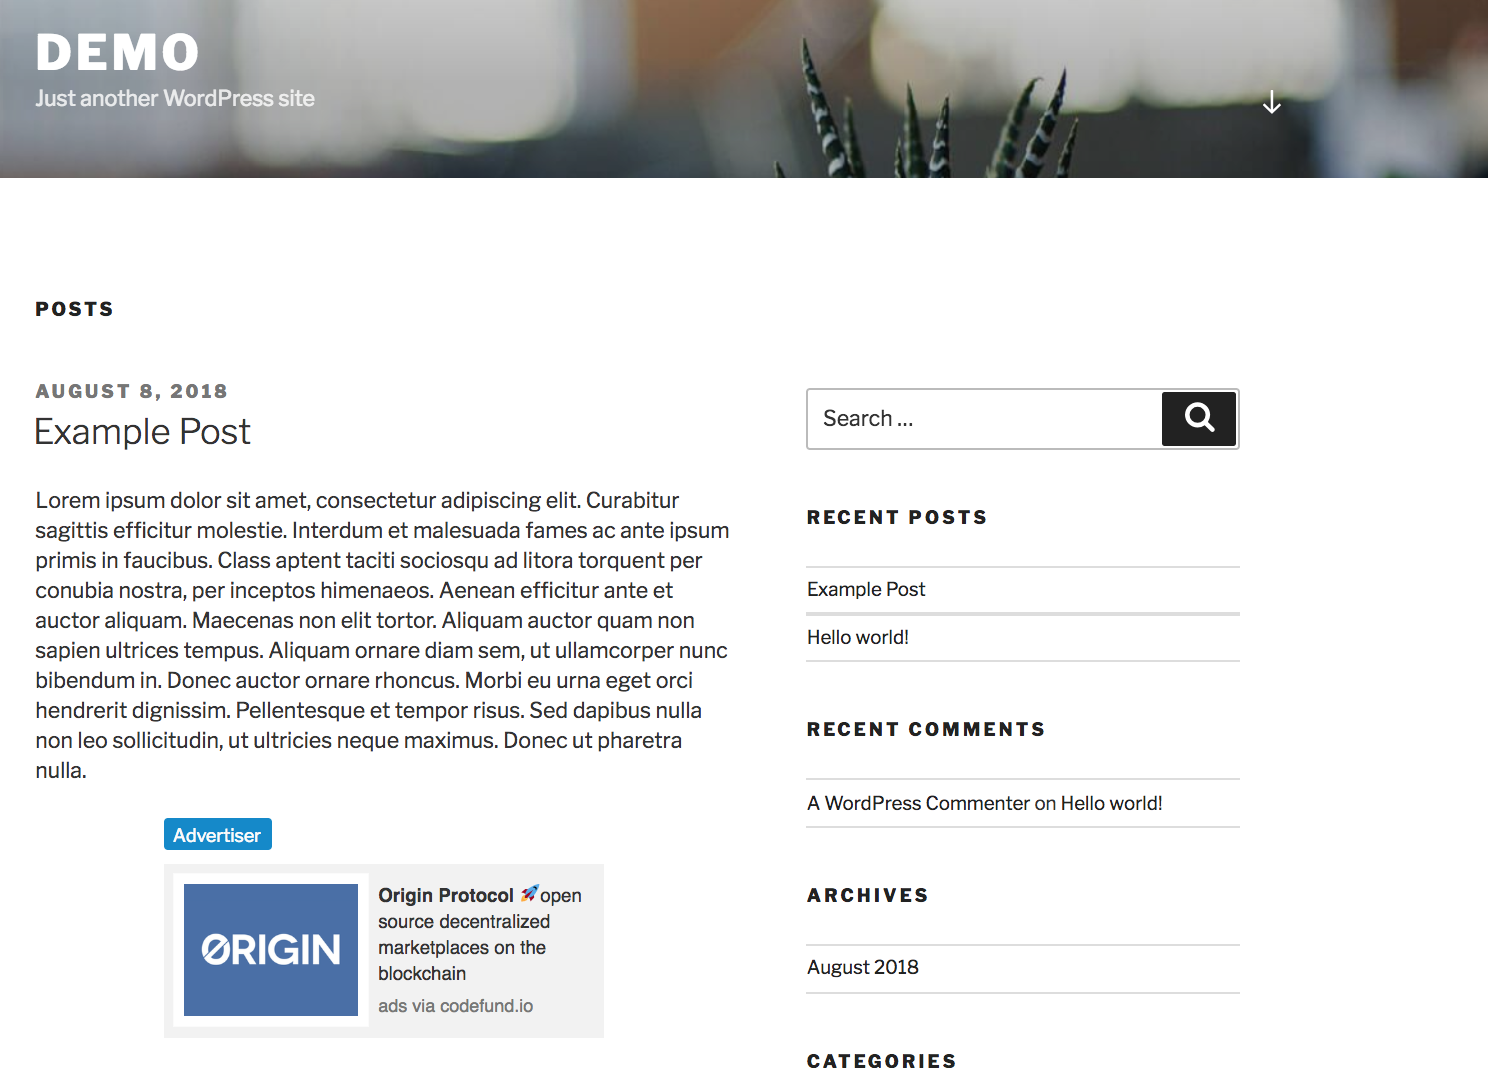 DEMO
Just another WordPress site
POSTS
AUGUST 8, 2018
Example Post
Lorem ipsum dolor sit amet, consectetur adipiscing elit. Curabitur
sagittis efficitur molestie. Interdum et malesuada fames ac ante ipsum
primis in faucibus. Class aptent taciti sociosqu ad litora torquent per
conubia nostra, per inceptos himenaeos. Aenean efficitur ante et
auctor aliquam. Maecenas non elit tortor. Aliquam auctor quam non
sapien ultrices tempus. Aliquam ornare diam sem, ut ullamcorper nunc
bibendum in. Donec auctor ornare rhoncus. Morbi eu urna eget orci
hendrerit dignissim. Pellentesque et tempor risus. Sed dapibus nulla
non leo sollicitudin, ut ultricies neque maximus. Donec ut pharetra
nulla.
Advertiser
ORIGIN
Origin Protocol 🚀open
source decentralized
marketplaces on the
blockchain
ads via codefund.io
Search ...
RECENT POSTS
Example Post
Hello world!
RECENT COMMENTS
A WordPress Commenter on Hello world!
ARCHIVES
August 2018
CATEGORIES